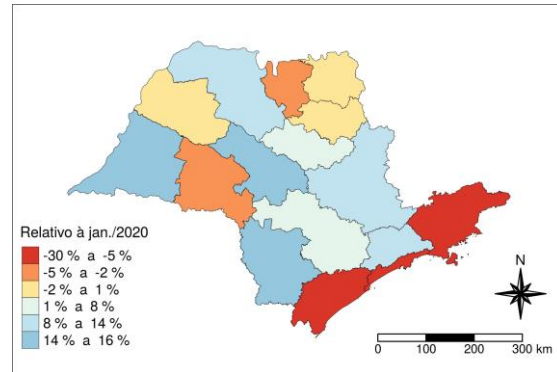 Relativo à jan./2020
-30 % a -5 %
-5 % a -2 %
-2 % a 1 %
1 % a 8 %
8 % a 14 %
14 % a 16 %
N
0 100 200 300 km